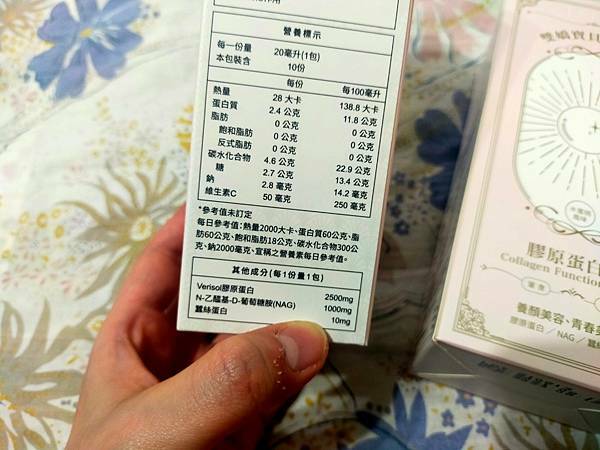 營養標示
每一份量 20毫升(1包)
本包裝含 10份
每份 每100毫升
熱量 28 大卡 138.8 大卡
蛋白質 2.4 公克 11.8 公克
脂肪 0 公克 0 公克
飽和脂肪 0 公克 0 公克
反式脂肪 0 公克 0 公克
碳水化合物 4.6 公克 22.9 公克
糖 2.7 公克 13.4 公克
鈉 2.8 毫克 14.2 毫克
維生素C 50 毫克 250 毫克
*參考值未訂定
每日參考值：熱量2000大卡、蛋白質60公克、脂
肪60公克、飽和脂肪18公克、碳水化合物300公
克、鈉2000毫克、宣稱之營養素每日參考值。
其他成分(每1份量1包)
Verisol膠原蛋白 2500mg
N-乙醯基-D-葡萄糖胺(NAG) 1000mg
蠶絲蛋白 10mg
雙嬌寶貝
膠原蛋白
Collagen Function
養顏美容、青春美
膠原蛋白 / NAG / 蠶絲